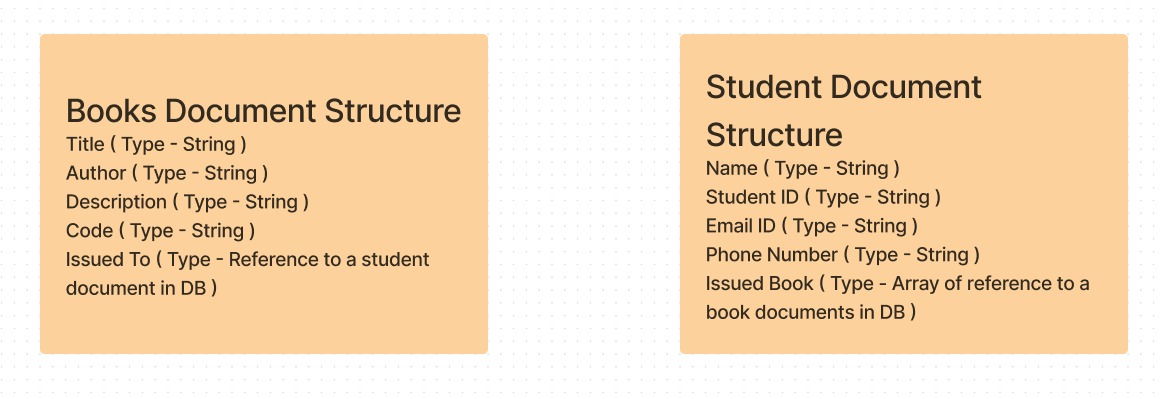 Books Document Structure
Title ( Type - String )
Author ( Type - String )
Description ( Type - String )
Code ( Type - String )
Issued To ( Type - Reference to a student
document in DB )
Student Document
Structure
Name ( Type - String )
Student ID ( Type - String )
Email ID ( Type - String )
Phone Number ( Type - String )
Issued Book ( Type - Array of reference to a
book documents in DB )